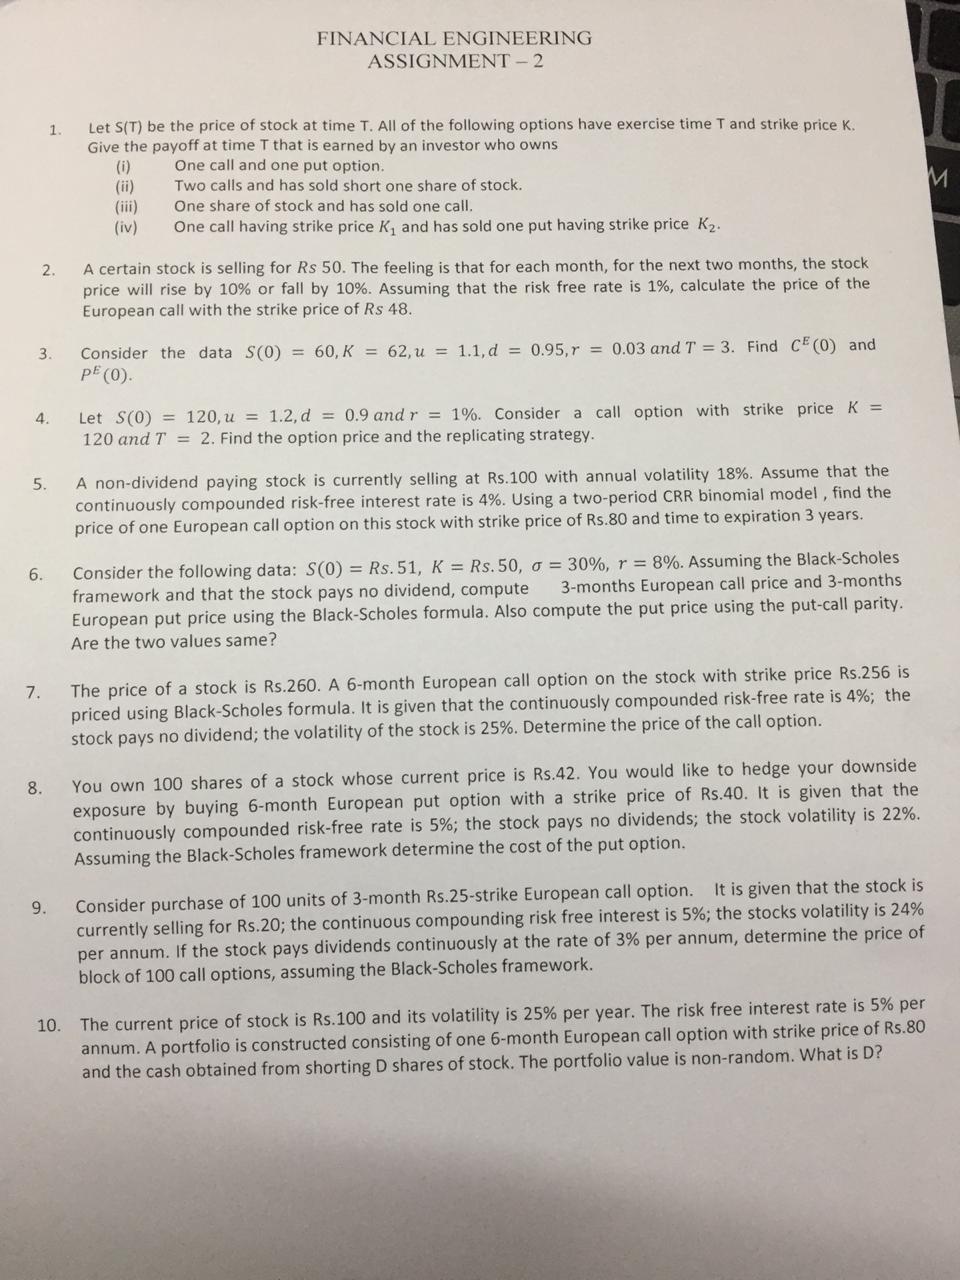 FINANCIAL ENGINEERING
ASSIGNMENT – 2
1. Let S(T) be the price of stock at time T. All of the following options have exercise time T and strike price K.
Give the payoff at time T that is earned by an investor who owns
(i) One call and one put option.
(ii) Two calls and has sold short one share of stock.
(iii) One share of stock and has sold one call.
(iv) One call having strike price K₁ and has sold one put having strike price K₂.
2. A certain stock is selling for Rs 50. The feeling is that for each month, for the next two months, the stock
price will rise by 10% or fall by 10%. Assuming that the risk free rate is 1%, calculate the price of the
European call with the strike price of Rs 48.
3. Consider the data S(0) = 60, K = 62, u = 1.1, d = 0.95, r = 0.03 and T = 3. Find Cᴱ(0) and
Pᴱ(0).
4. Let S(0) = 120, u = 1.2, d = 0.9 and r = 1%. Consider a call option with strike price K =
120 and T = 2. Find the option price and the replicating strategy.
5. A non-dividend paying stock is currently selling at Rs.100 with annual volatility 18%. Assume that the
continuously compounded risk-free interest rate is 4%. Using a two-period CRR binomial model , find the
price of one European call option on this stock with strike price of Rs.80 and time to expiration 3 years.
6. Consider the following data: S(0) = Rs. 51, K = Rs. 50, σ = 30%, r = 8%. Assuming the Black-Scholes
framework and that the stock pays no dividend, compute 3-months European call price and 3-months
European put price using the Black-Scholes formula. Also compute the put price using the put-call parity.
Are the two values same?
7. The price of a stock is Rs.260. A 6-month European call option on the stock with strike price Rs.256 is
priced using Black-Scholes formula. It is given that the continuously compounded risk-free rate is 4%; the
stock pays no dividend; the volatility of the stock is 25%. Determine the price of the call option.
8. You own 100 shares of a stock whose current price is Rs.42. You would like to hedge your downside
exposure by buying 6-month European put option with a strike price of Rs.40. It is given that the
continuously compounded risk-free rate is 5%; the stock pays no dividends; the stock volatility is 22%.
Assuming the Black-Scholes framework determine the cost of the put option.
9. Consider purchase of 100 units of 3-month Rs.25-strike European call option. It is given that the stock is
currently selling for Rs.20; the continuous compounding risk free interest is 5%; the stocks volatility is 24%
per annum. If the stock pays dividends continuously at the rate of 3% per annum, determine the price of
block of 100 call options, assuming the Black-Scholes framework.
10. The current price of stock is Rs.100 and its volatility is 25% per year. The risk free interest rate is 5% per
annum. A portfolio is constructed consisting of one 6-month European call option with strike price of Rs.80
and the cash obtained from shorting D shares of stock. The portfolio value is non-random. What is D?
M